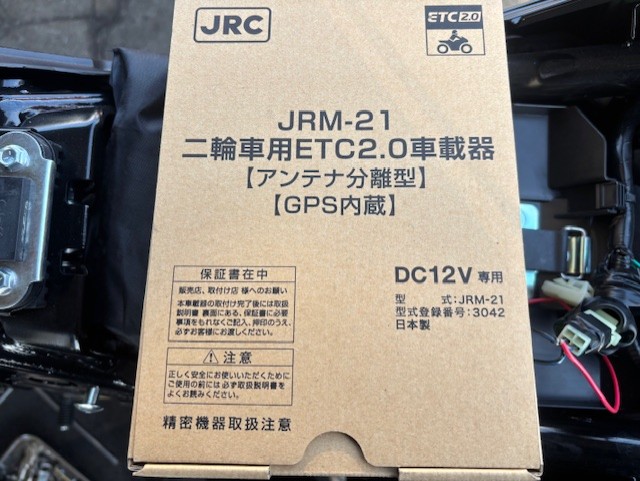 JRC
ETC2.0
JRM-21
二輪車用ETC2.0車載器
【アンテナ分離型】
【GPS内蔵】
保証書在中
販売店、取付け店 様へのお願い
本車載器の取付け完了後には取扱
説明書 裏面にある、保証書に必要
事項をもれなくご記入、押印のうえ、
必ずお客様にお渡しください。
DC12V 専用
型 式:JRM-21
型式登録番号:3042
日本製
注意
正しく安全にお使いいただくために
ご使用の前には必ず取扱説明書を
よくお読みください。
精密機器取扱注意